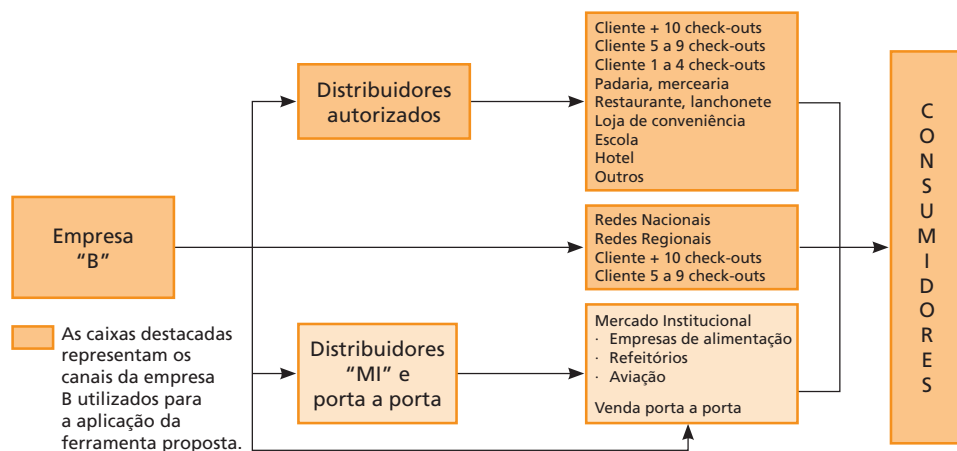 Empresa
“B”
As caixas destacadas
representam os
canais da empresa
B utilizados para
a aplicação da
ferramenta proposta.
Distribuidores
autorizados
Distribuidores
“MI” e
porta a porta
Cliente + 10 check-outs
Cliente 5 a 9 check-outs
Cliente 1 a 4 check-outs
Padaria, mercearia
Restaurante, lanchonete
Loja de conveniência
Escola
Hotel
Outros
Redes Nacionais
Redes Regionais
Cliente + 10 check-outs
Cliente 5 a 9 check-outs
Mercado Institucional
· Empresas de alimentação
· Refeitórios
· Aviação
Venda porta a porta
CONSUMIDORES